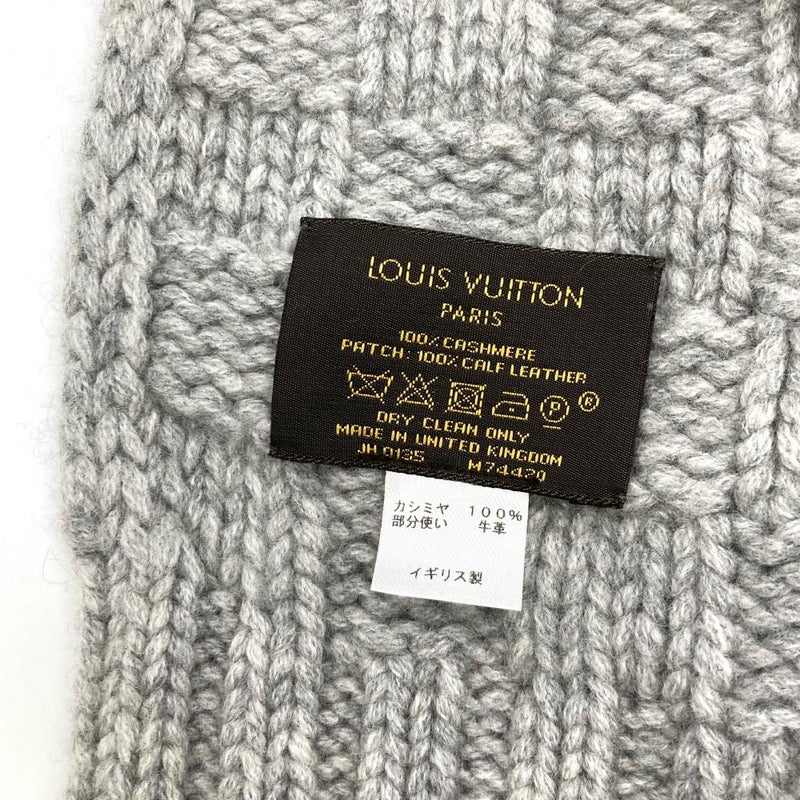 LOUIS VUITTON
PARIS
100% CASHMERE
PATCH: 100% CALF LEATHER
P ®
DRY CLEAN ONLY
MADE IN UNITED KINGDOM
JH 0135 M74420
カシミヤ 100%
部分使い 牛革
イギリス製